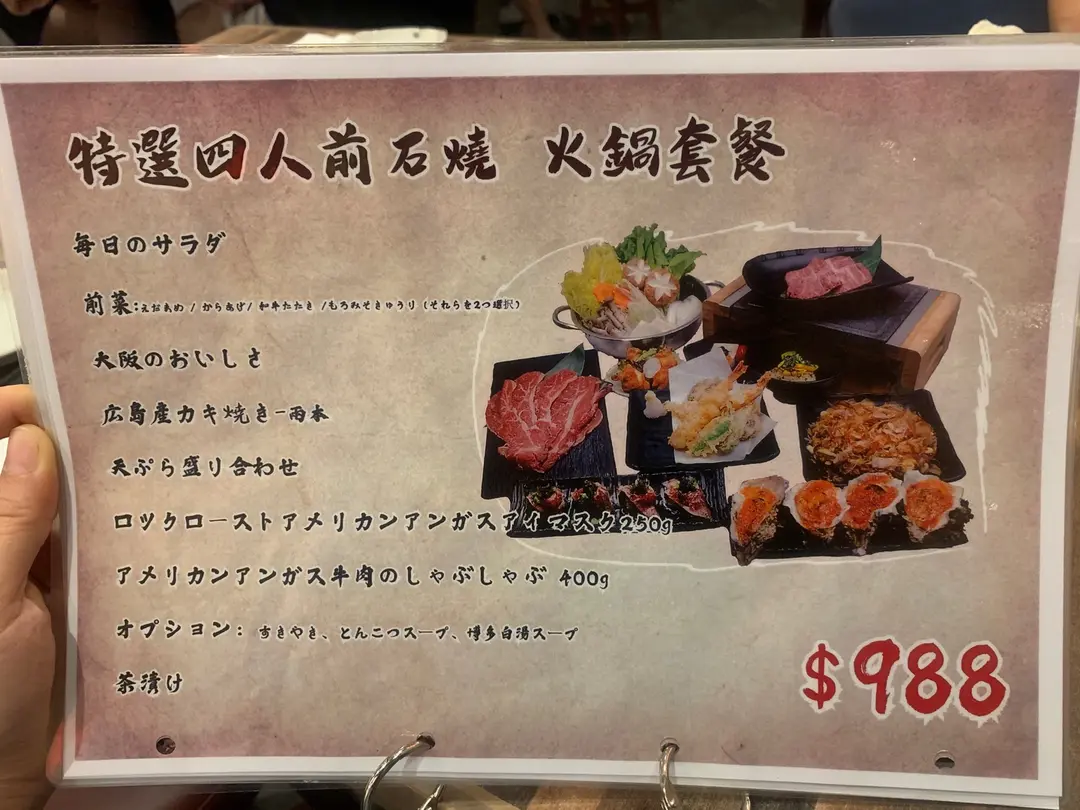 特選四人前石燒 火鍋套餐
毎日のサラダ
前菜:えだまめ / からあげ/ 和牛たたき /もろみそきゅうり (それらを2つ選択)
大阪のおいしさ
広島産カキ焼き-両本
天ぷら盛り合わせ
ロックローストアメリカンアンガスアイマスク250g
アメリカンアンガス牛肉のしゃぶしゃぶ 400g
オプション: すきやき、とんこつスープ、博多白湯スープ
茶漬け
$988